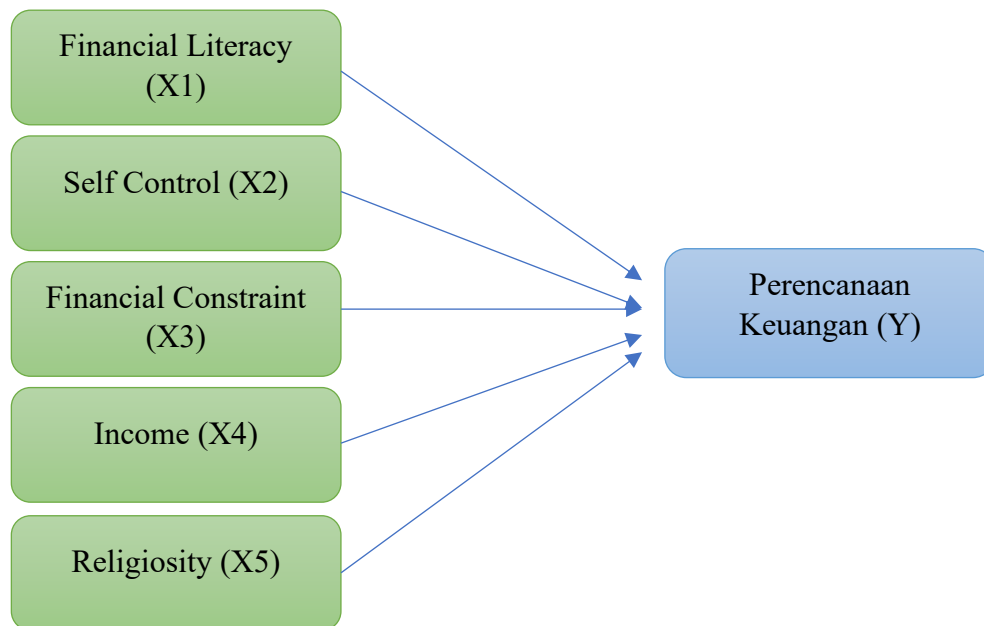 Financial Literacy
(X1)
Self Control (X2)
Financial Constraint
(X3)
Income (X4)
Religiosity (X5)
Perencanaan
Keuangan (Y)